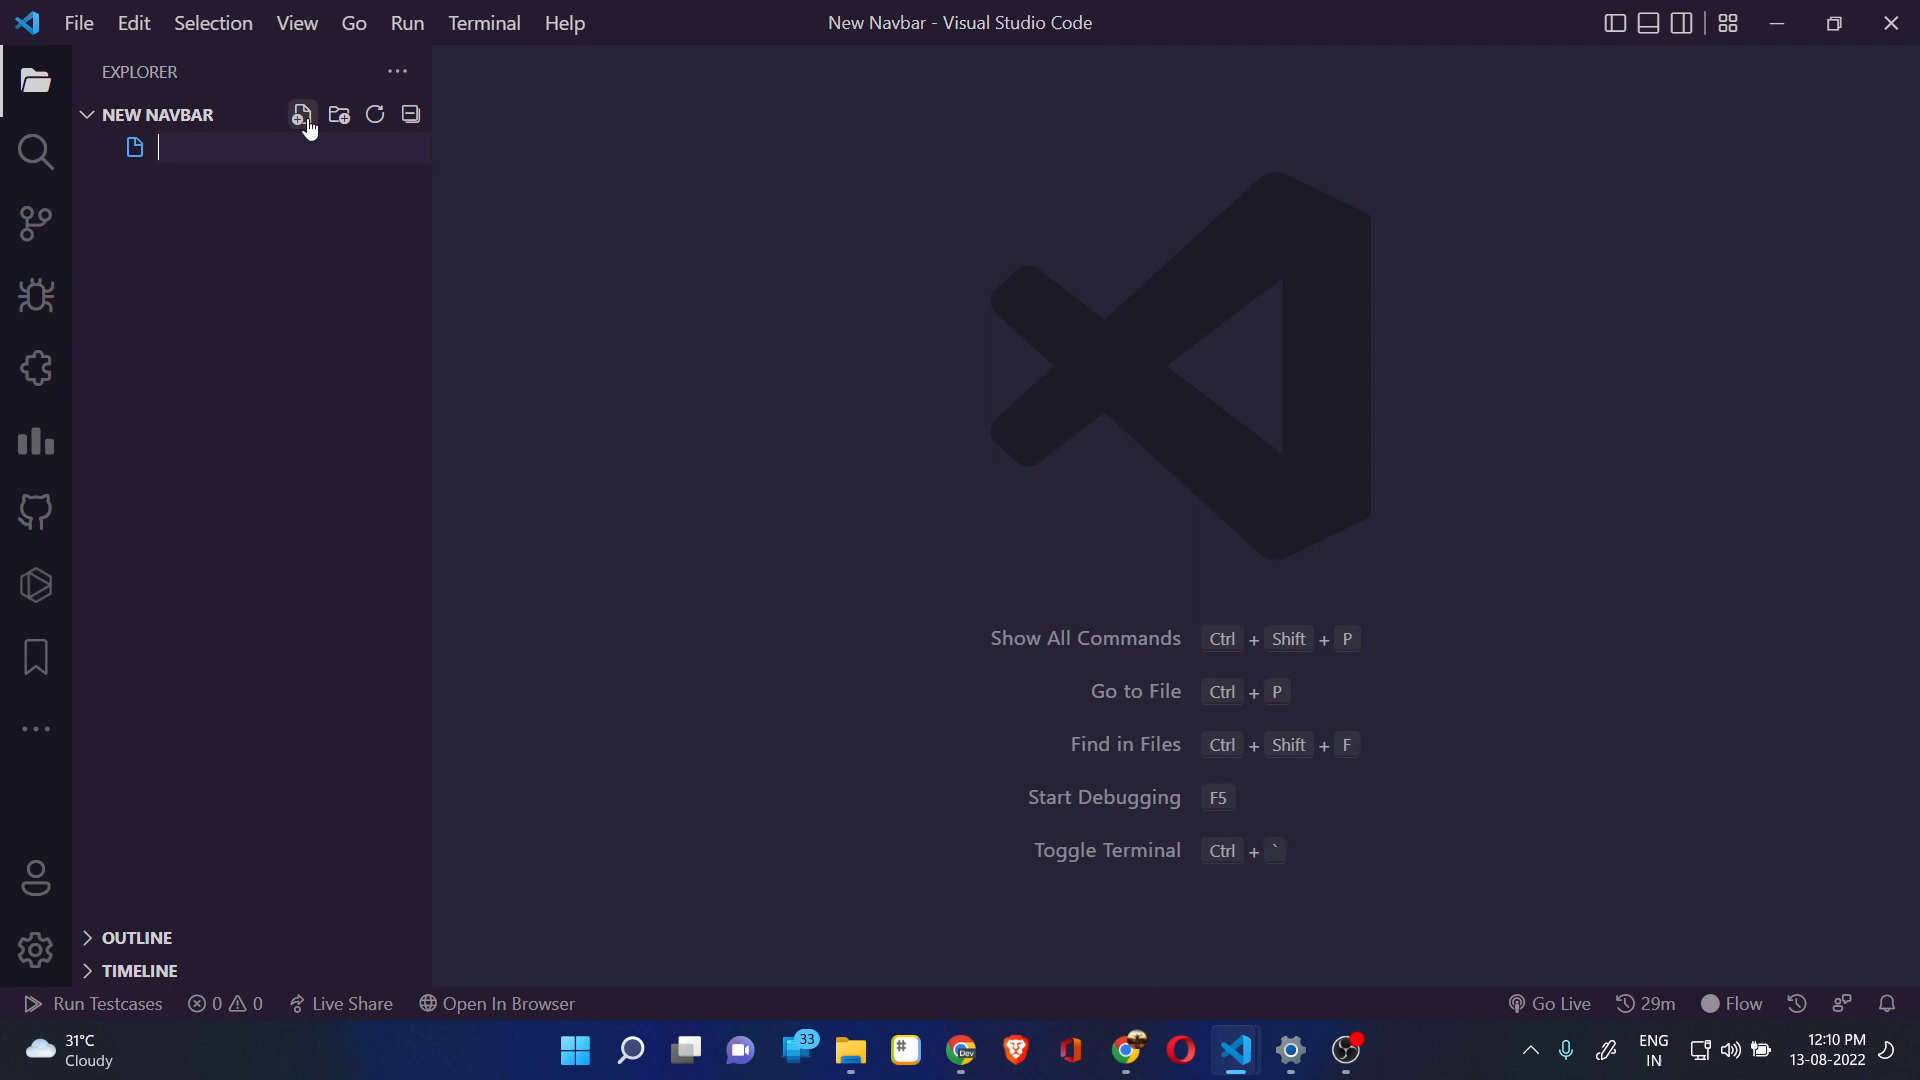 File Edit Selection View Go Run Terminal Help
New Navbar - Visual Studio Code
EXPLORER
NEW NAVBAR
Show All Commands Ctrl + Shift + P
Go to File Ctrl + P
Find in Files Ctrl + Shift + F
Start Debugging F5
Toggle Terminal Ctrl + `
OUTLINE
TIMELINE
Run Testcases 0 0 Live Share Open In Browser
Go Live 29m Flow
31°C
Cloudy
33
#
Dev
ENG
IN
12:10 PM
13-08-2022